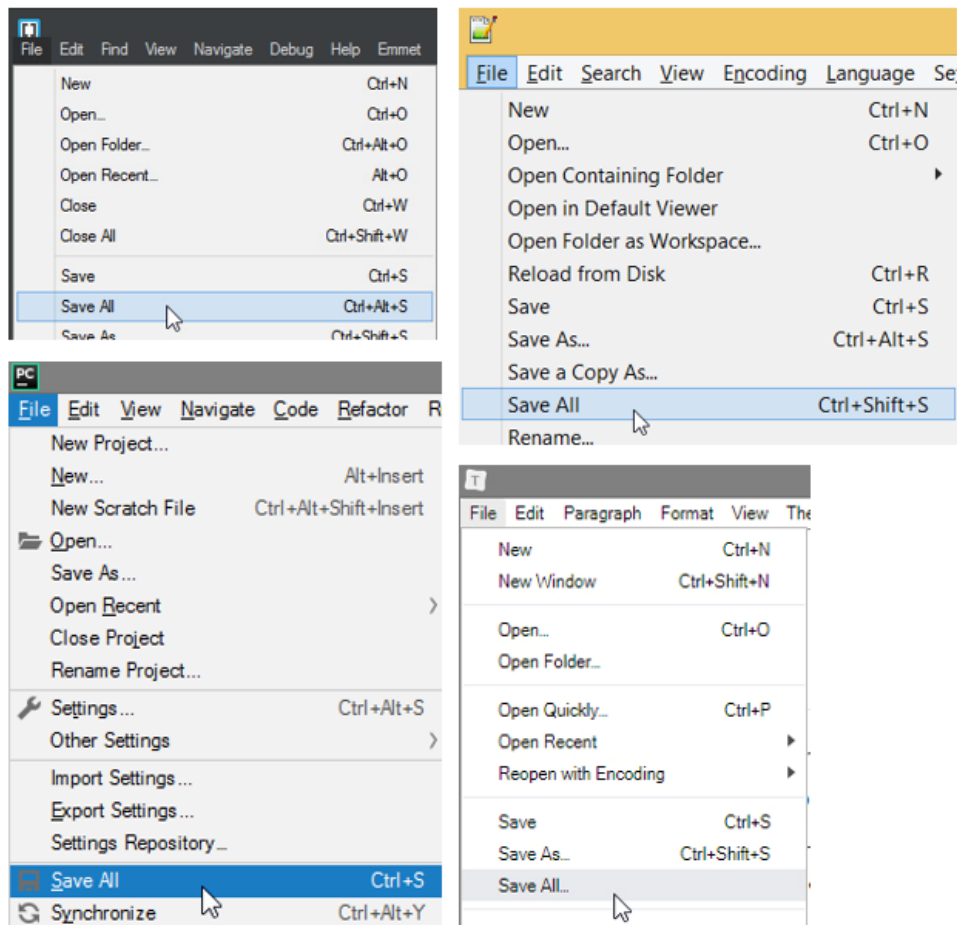 File Edit Find View Navigate Debug Help Emmet
New Ctrl+N
Open... Ctrl+O
Open Folder... Ctrl+Alt+O
Open Recent... Alt+O
Close Ctrl+W
Close All Ctrl+Shift+W
Save Ctrl+S
Save All Ctrl+Alt+S
Save As Ctrl+Shift+S
File Edit Search View Encoding Language
New Ctrl+N
Open... Ctrl+O
Open Containing Folder
Open in Default Viewer
Open Folder as Workspace...
Reload from Disk Ctrl+R
Save Ctrl+S
Save As... Ctrl+Alt+S
Save a Copy As...
Save All Ctrl+Shift+S
Rename...
PC
File Edit View Navigate Code Refactor R
New Project...
New... Alt+Insert
New Scratch File Ctrl+Alt+Shift+Insert
Open...
Save As...
Open Recent
Close Project
Rename Project...
Settings... Ctrl+Alt+S
Other Settings
Import Settings...
Export Settings...
Settings Repository...
Save All Ctrl+S
Synchronize Ctrl+Alt+Y
T
File Edit Paragraph Format View The
New Ctrl+N
New Window Ctrl+Shift+N
Open... Ctrl+O
Open Folder...
Open Quickly... Ctrl+P
Open Recent
Reopen with Encoding
Save Ctrl+S
Save As... Ctrl+Shift+S
Save All...